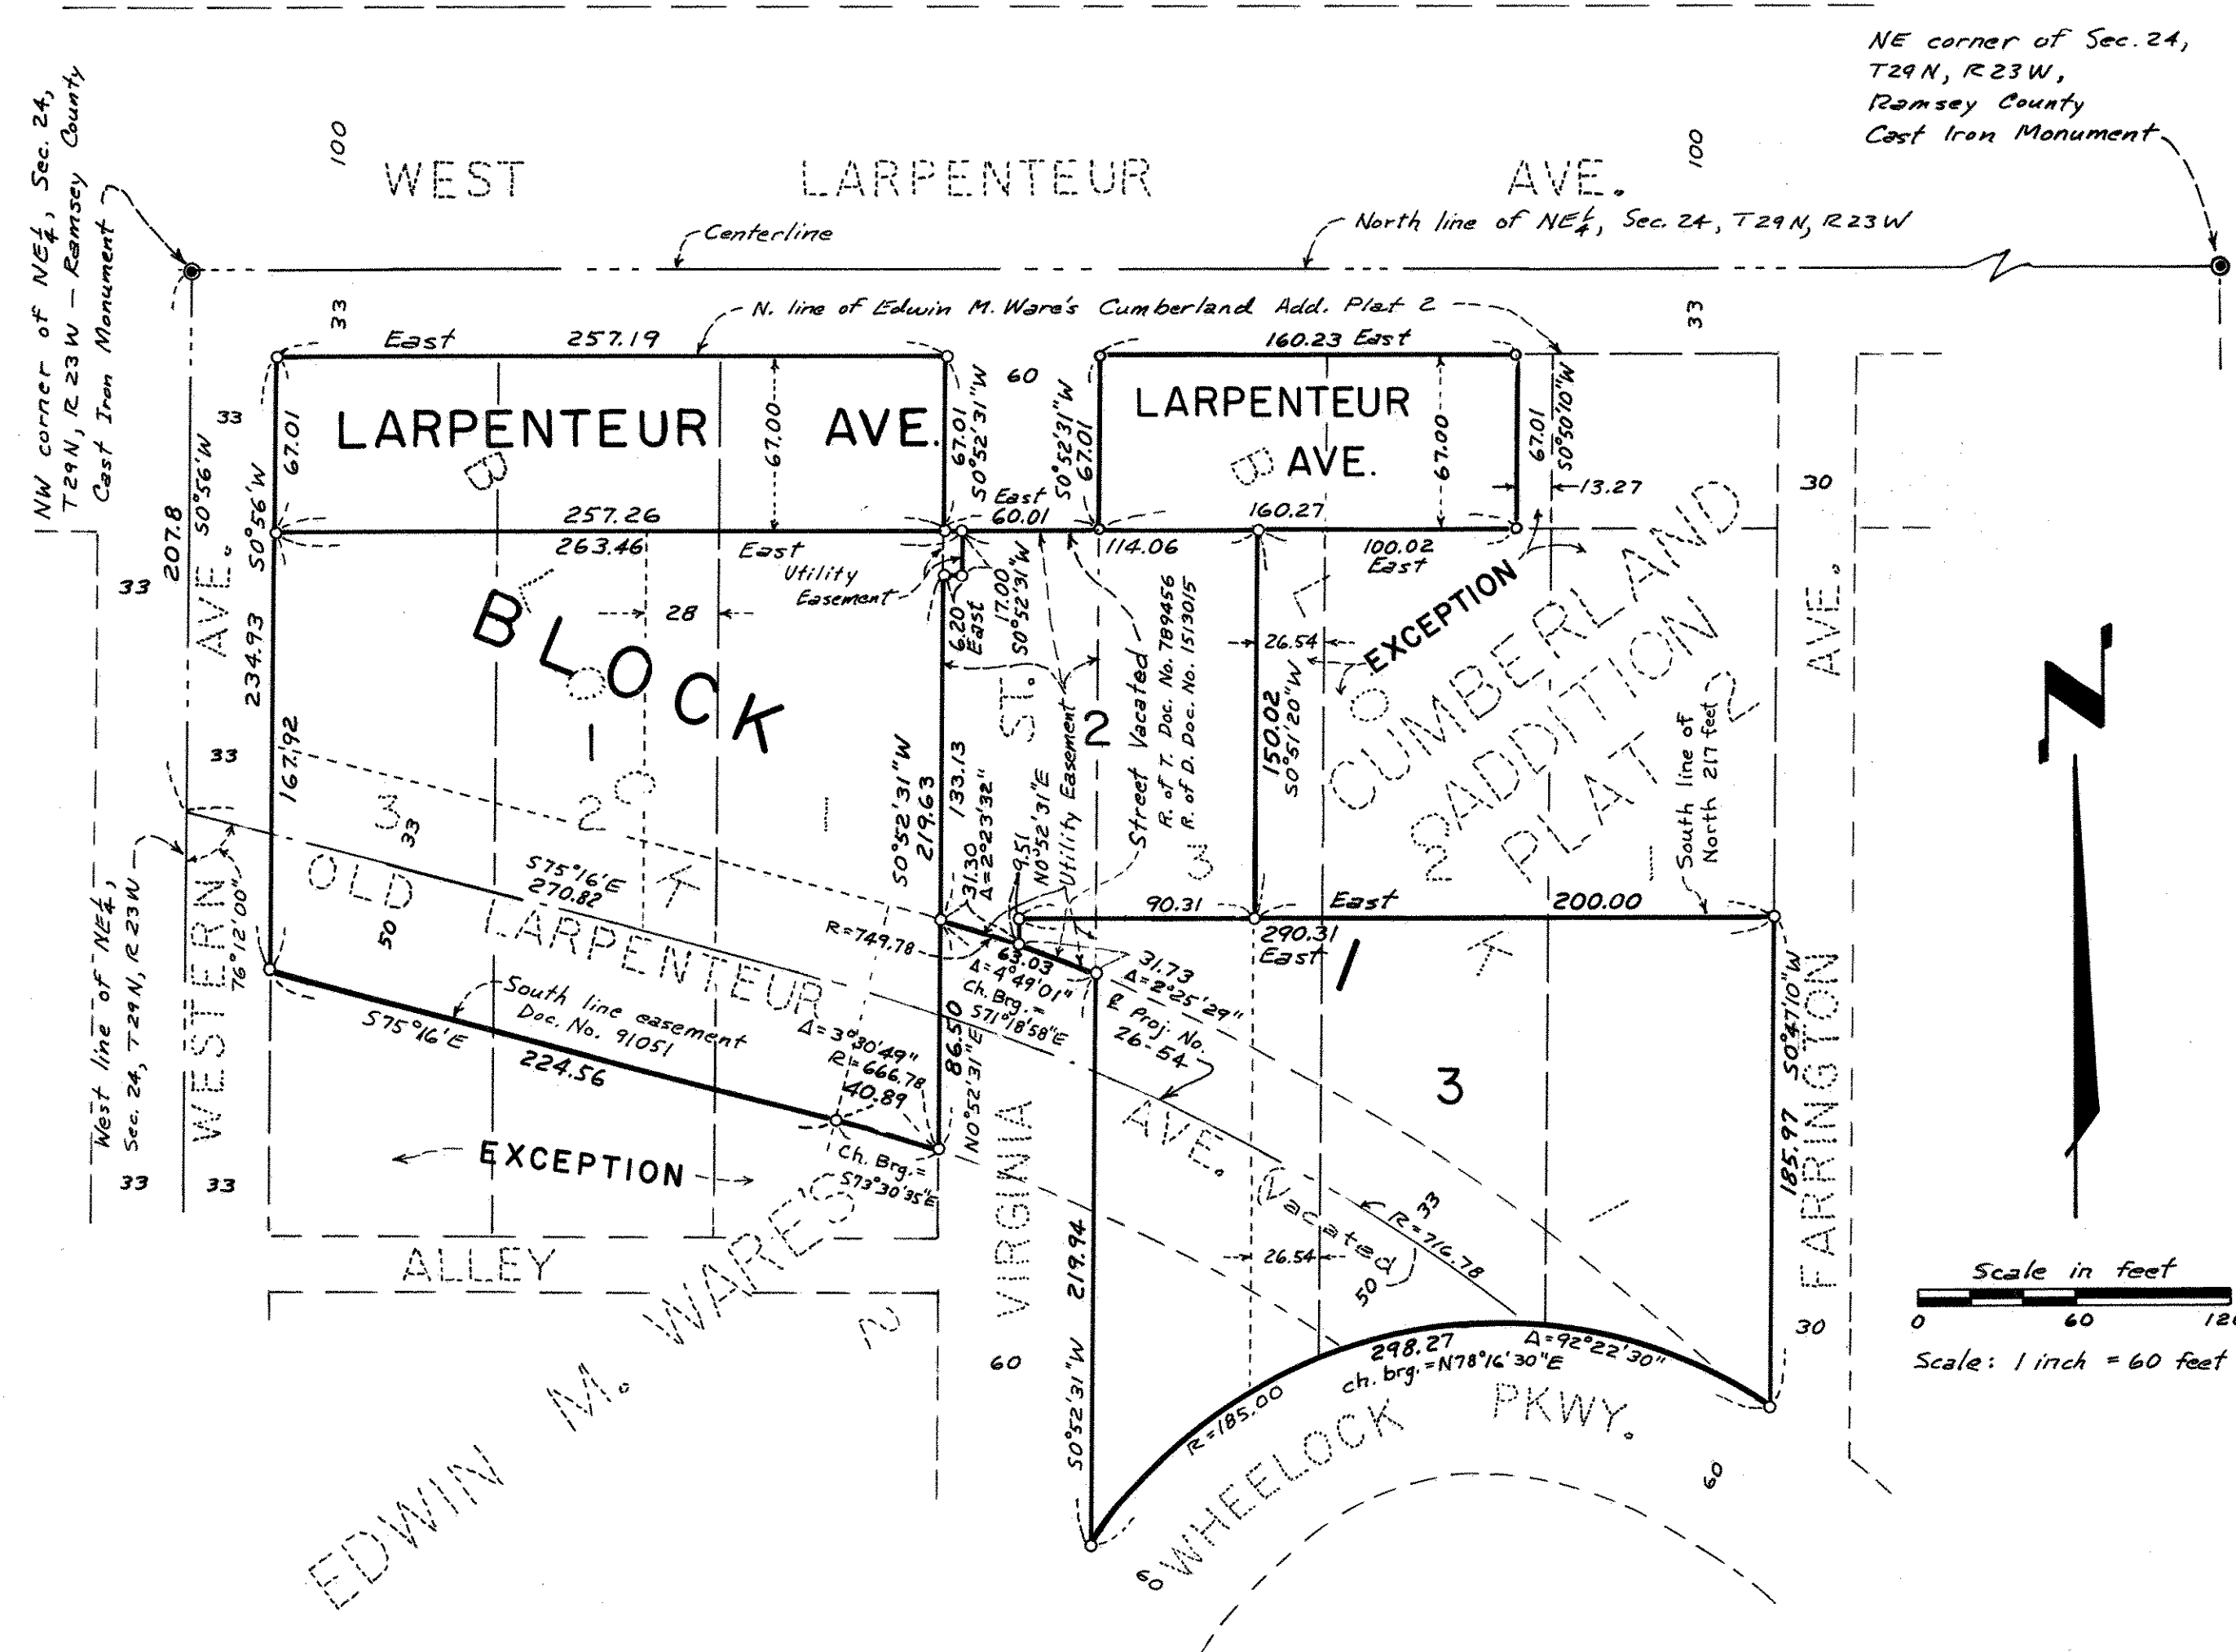 NE corner of Sec. 24,
T29N, R23W,
Ramsey County
Cast Iron Monument
NW corner of NE¼, Sec. 24,
T29N, R23W – Ramsey County
Cast Iron Monument
100
WEST LARPENTEUR AVE.
100
Centerline
North line of NE¼, Sec. 24, T29N, R23W
33
N. line of Edwin M. Ware's Cumberland Add. Plat 2
33
East 257.19
160.23 East
60
33
67.01
LARPENTEUR AVE.
67.00
67.01
S0°52'31"W
S0°52'31"W
67.01
LARPENTEUR
AVE.
67.00
67.01
S0°50'10"W
13.27
30
257.26
263.46 East
East
60.01
160.27
114.06
100.02
East
207.8
S0°56'W
S0°56'W
234.93
167.92
33
33
Utility
Easement
28
6.20
East
17.00
S0°52'31"W
BLOCK
1
BLOCK
BLK
26.54
EXCEPTION
150.02
S0°51'20"W
CUMBERLAND
ADDITION
PLAT 2
2
Street Vacated
R. of T. Doc. No. 789456
R. of D. Doc. No. 1513015
Utility Easement
South line of
North 217 feet
S0°52'31"W
219.63
133.13
31.30
Δ=2°23'32"
9.51
N0°52'31"E
3
2
1
3
2
1
33
OLD LARPENTEUR AVE. (Vacated)
S75°16'E
270.82
50
76°12'00"
R=749.78
90.31
East
200.00
290.31
East
1
63.03
Δ=4°49'01"
Ch. Brg.=
S71°18'58"E
31.73
Δ=2°25'29"
℄ Proj. No.
26-54
West line of NE¼,
Sec. 24, T29N, R23W
WESTERN AVE.
South line easement
Doc. No. 91051
S75°16'E
224.56
Δ=3°30'49"
R=666.78
40.89
86.50
N0°52'31"E
Ch. Brg.=
S73°30'35"E
EXCEPTION
33
33
ALLEY
3
S0°47'10"W
185.97
FARRINGTON AVE.
33
R=716.78
26.54
50
VIRGINIA ST.
60
219.94
S0°52'31"W
298.27
Δ=92°22'30"
ch. brg.=N78°16'30"E
R=185.00
WHEELOCK PKWY.
60
60
30
EDWIN M. WARE'S
2
Scale in feet
0 60
Scale: 1 inch = 60 feet